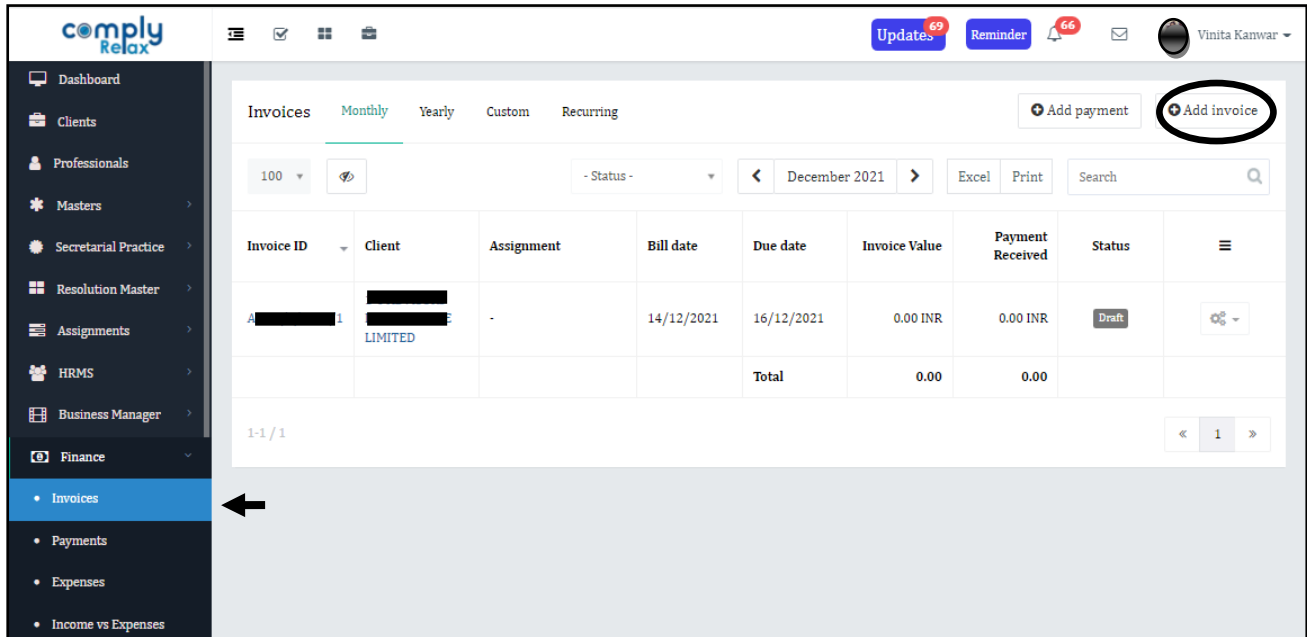 comply
Relax
Updates 69 Reminder 66 Vinita Kanwar
Dashboard
Clients
Professionals
Masters
Secretarial Practice
Resolution Master
Assignments
HRMS
Business Manager
Finance
Invoices
Payments
Expenses
Income vs Expenses
Invoices Monthly Yearly Custom Recurring Add payment Add invoice
100 - Status - December 2021 Excel Print Search
Invoice ID Client Assignment Bill date Due date Invoice Value Payment Received Status
A 1 E LIMITED - 14/12/2021 16/12/2021 0.00 INR 0.00 INR Draft
Total 0.00 0.00
1-1 / 1 « 1 »